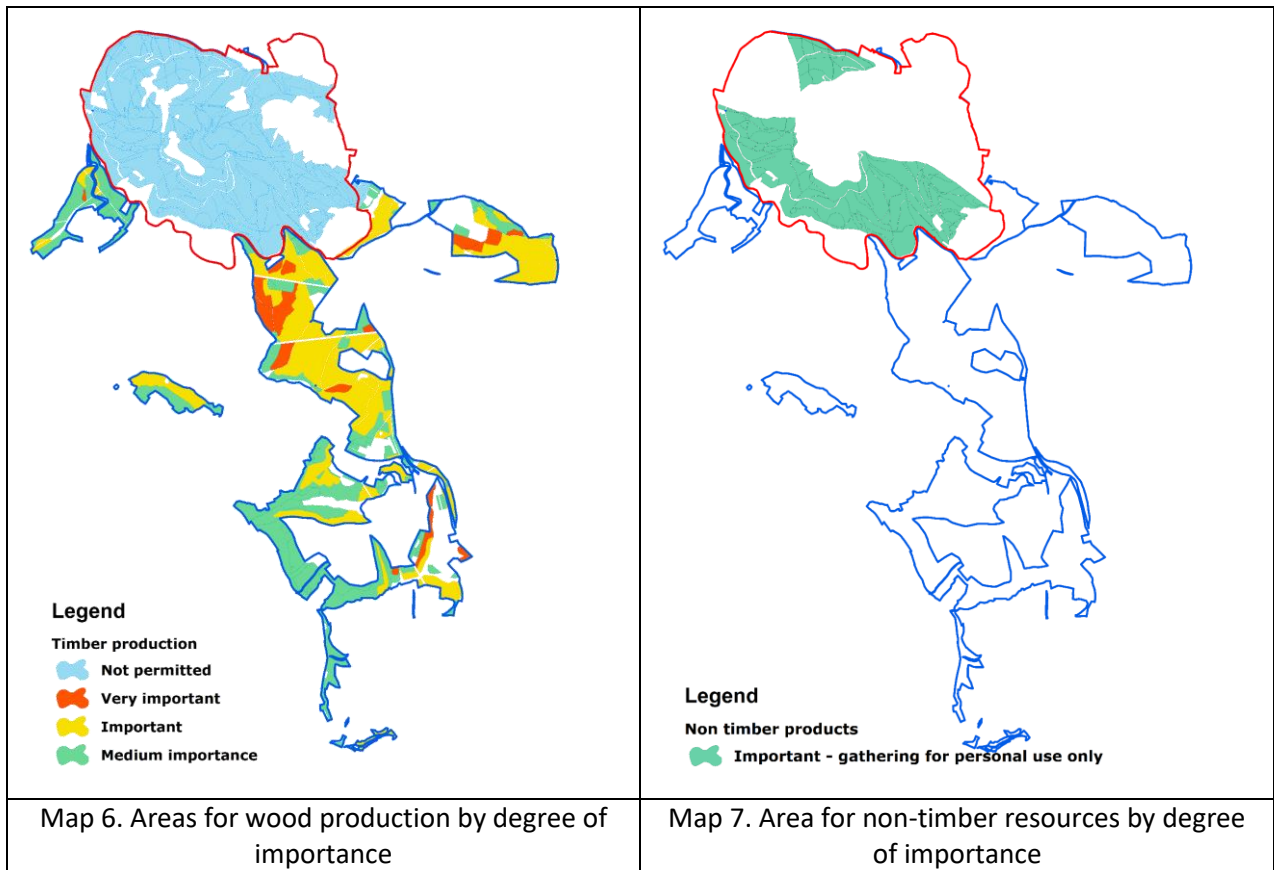 Legend
Timber production
Not permitted
Very important
Important
Medium importance
Legend
Non timber products
Important - gathering for personal use only
Map 6. Areas for wood production by degree of
importance
Map 7. Area for non-timber resources by degree
of importance